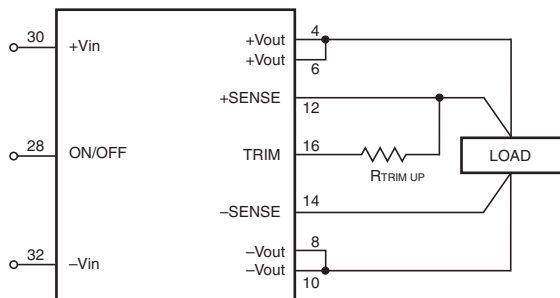 30 +Vin +Vout 4
+Vout 6
+SENSE 12
28 ON/OFF TRIM 16
RTRIM UP
LOAD
–SENSE 14
32 –Vin –Vout 8
–Vout 10